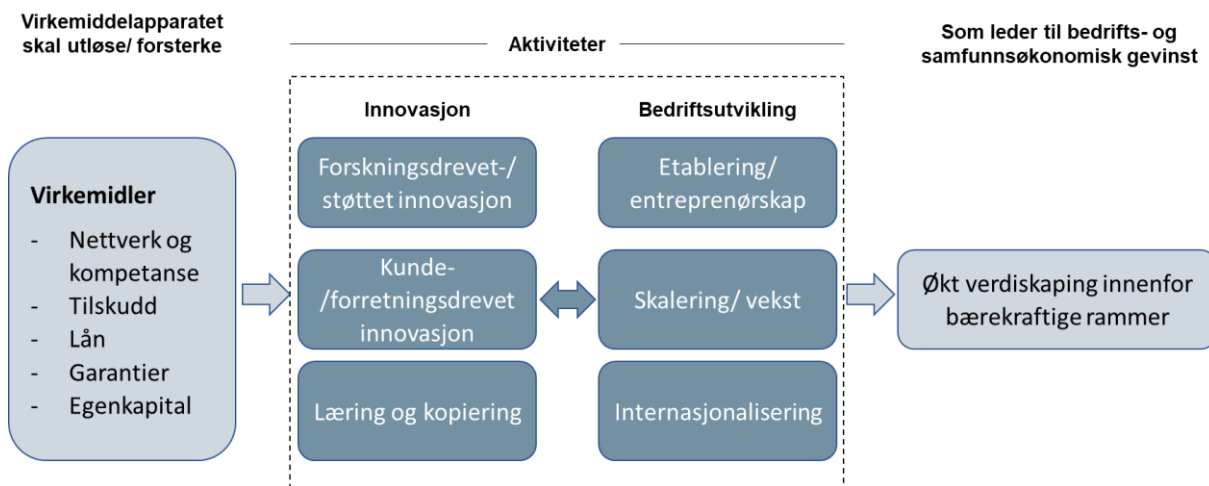 Virkemiddelapparatet
skal utløse/ forsterke
Aktiviteter
Som leder til bedrifts- og
samfunnsøkonomisk gevinst
Innovasjon
Bedriftsutvikling
Virkemidler
- Nettverk og
kompetanse
- Tilskudd
- Lån
- Garantier
- Egenkapital
Forskningsdrevet-/
støttet innovasjon
Kunde-
/forretningsdrevet
innovasjon
Læring og kopiering
Etablering/
entreprenørskap
Skalering/ vekst
Internasjonalisering
Økt verdiskaping innenfor
bærekraftige rammer